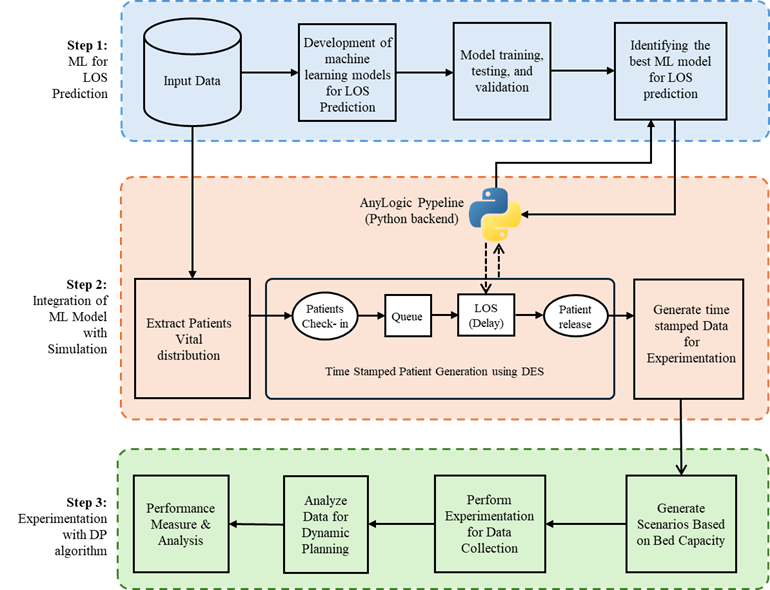 Step 1:
ML for
LOS
Prediction
Input Data
Development of
machine
learning models
for LOS
Prediction
Model training,
testing, and
validation
Identifying the
best ML model
for LOS
prediction
AnyLogic Pypeline
(Python backend)
Step 2:
Integration of
ML Model
with
Simulation
Extract Patients
Vital
distribution
Patients
Check- in
Queue
LOS
(Delay)
Patient
release
Time Stamped Patient Generation using DES
Generate time
stamped Data
for
Experimentation
Step 3:
Experimentation
with DP
algorithm
Performance
Measure &
Analysis
Analyze
Data for
Dynamic
Planning
Perform
Experimentation
for Data
Collection
Generate
Scenarios Based
on Bed Capacity